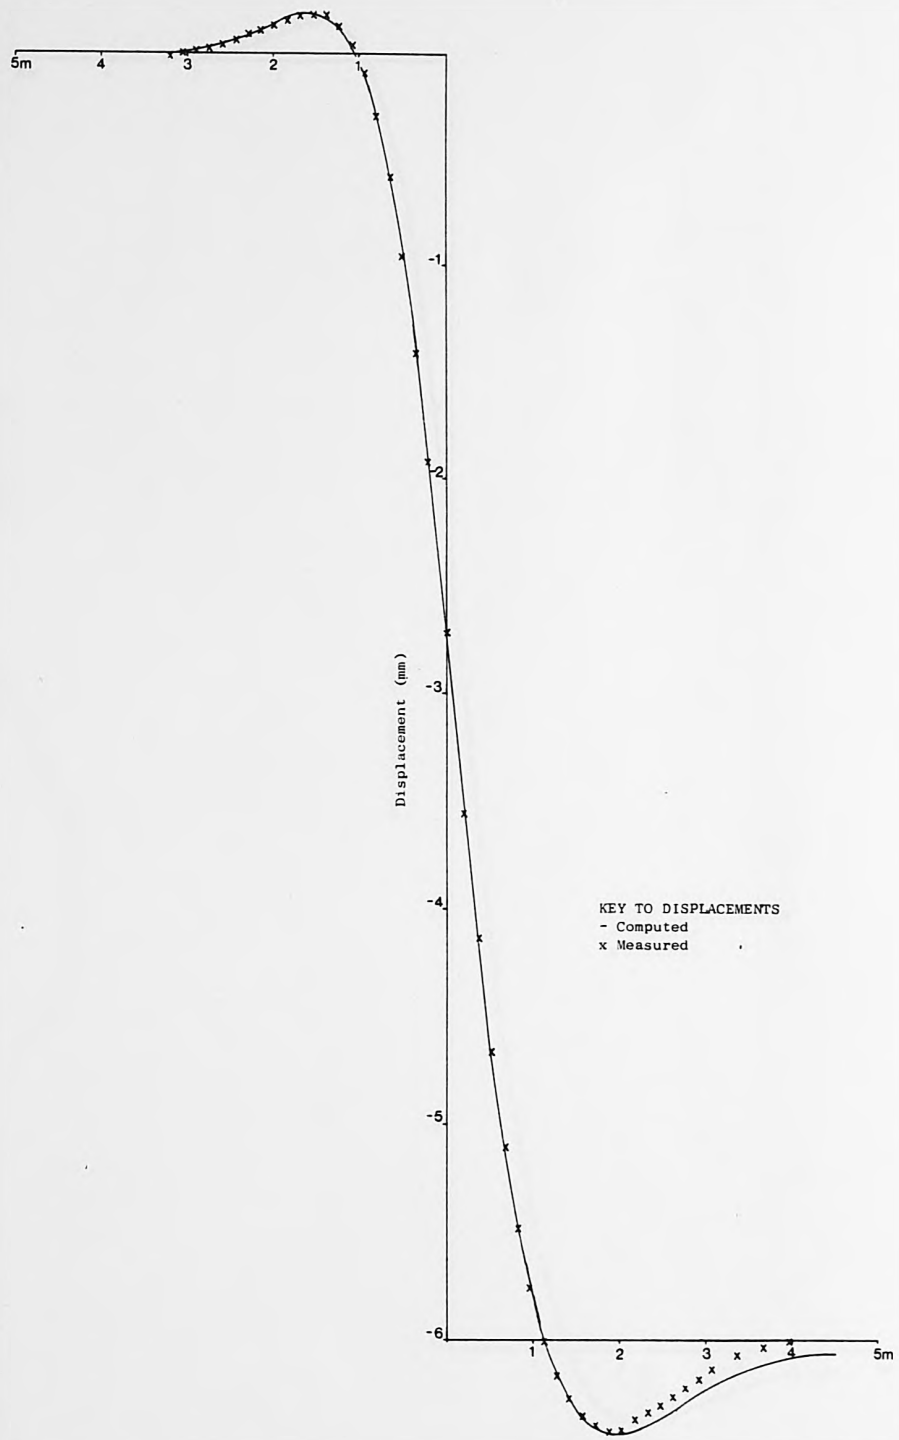 5m 4 3 2 1
-1
-2
-3
Displacement (mm)
-4
KEY TO DISPLACEMENTS
- Computed
x Measured
-5
-6
1 2 3 4 5m